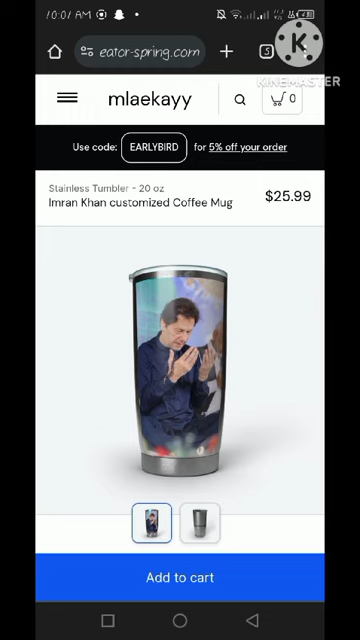 10:01 AM
KINEMASTER
eator-spring.com
mlaekayy
0
Use code: EARLYBIRD for 5% off your order
Stainless Tumbler - 20 oz
$25.99
Imran Khan customized Coffee Mug
Add to cart